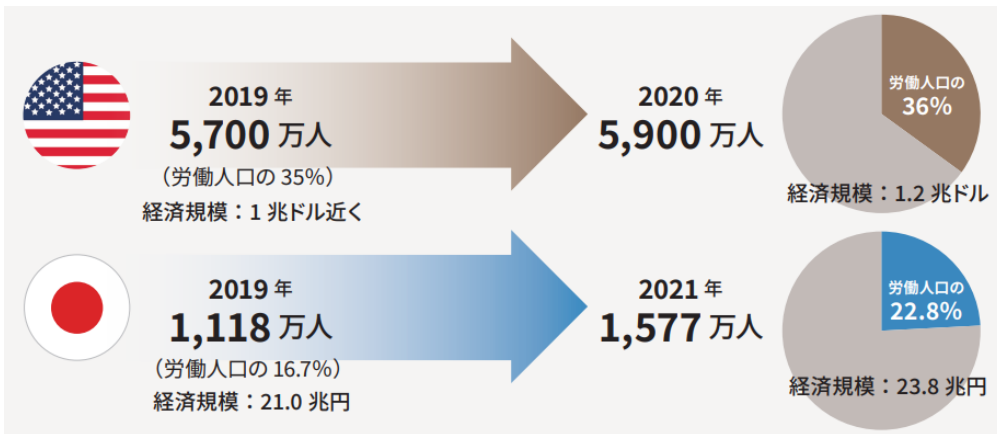 2019 年
5,700 万人
（労働人口の 35%）
経済規模：1 兆ドル近く
2020 年
5,900 万人
労働人口の
36%
経済規模：1.2 兆ドル
2019 年
1,118 万人
（労働人口の 16.7%）
経済規模：21.0 兆円
2021 年
1,577 万人
労働人口の
22.8%
経済規模：23.8 兆円